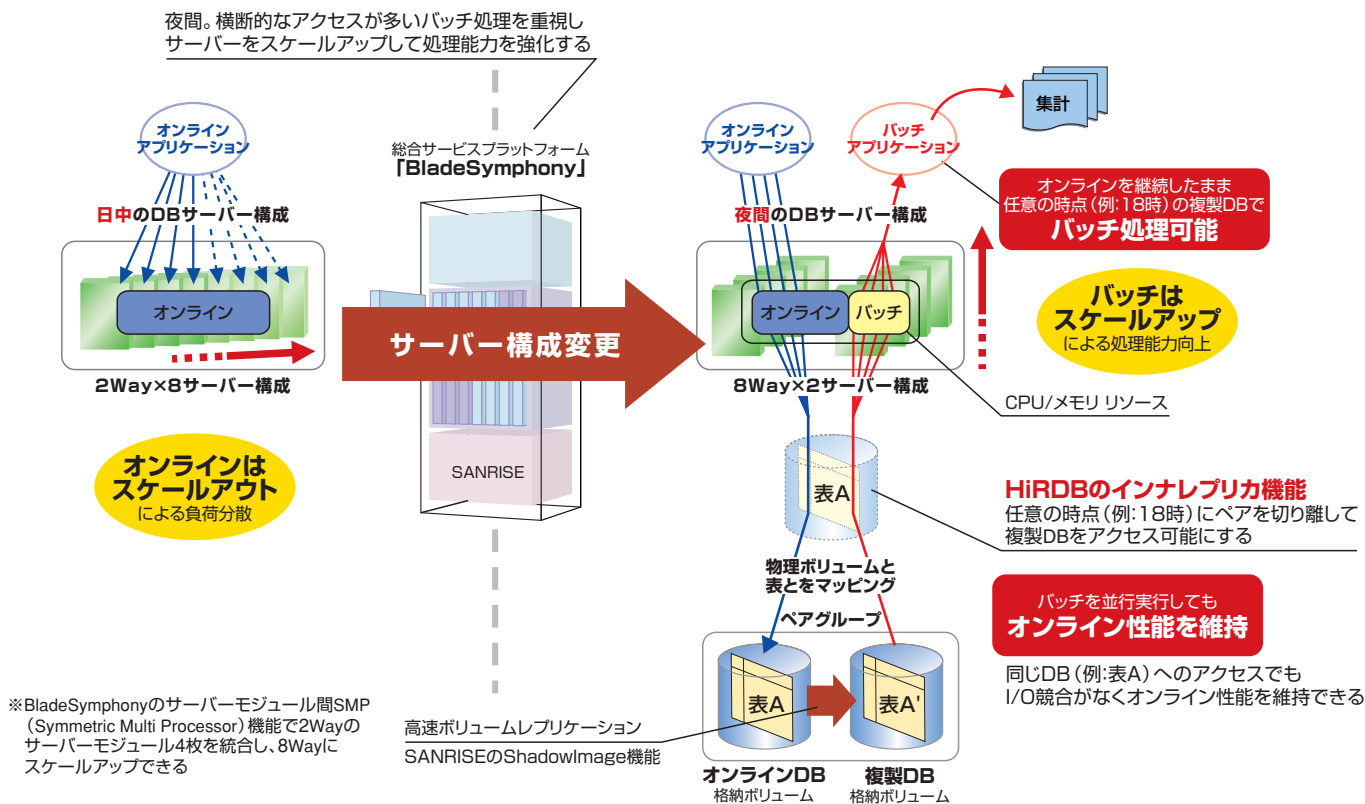 夜間。横断的なアクセスが多いバッチ処理を重視し
サーバーをスケールアップして処理能力を強化する
オンライン
アプリケーション
日中のDBサーバー構成
オンライン
2Way×8サーバー構成
オンラインは
スケールアウト
による負荷分散
※BladeSymphonyのサーバーモジュール間SMP
（Symmetric Multi Processor）機能で2Wayの
サーバーモジュール4枚を統合し、8Wayに
スケールアップできる
総合サービスプラットフォーム
「BladeSymphony」
サーバー構成変更
SANRISE
高速ボリュームレプリケーション
SANRISEのShadowImage機能
オンライン
アプリケーション
バッチ
アプリケーション
集計
夜間のDBサーバー構成
オンライン
バッチ
8Way×2サーバー構成
オンラインを継続したまま
任意の時点（例：18時）の複製DBで
バッチ処理可能
バッチは
スケールアップ
による処理能力向上
CPU/メモリ リソース
表A
HiRDBのインナレプリカ機能
任意の時点（例：18時）にペアを切り離して
複製DBをアクセス可能にする
物理ボリュームと
表とをマッピング
ペアグループ
表A
表A'
オンラインDB
格納ボリューム
複製DB
格納ボリューム
バッチを並行実行しても
オンライン性能を維持
同じDB（例：表A）へのアクセスでも
I/O競合がなくオンライン性能を維持できる